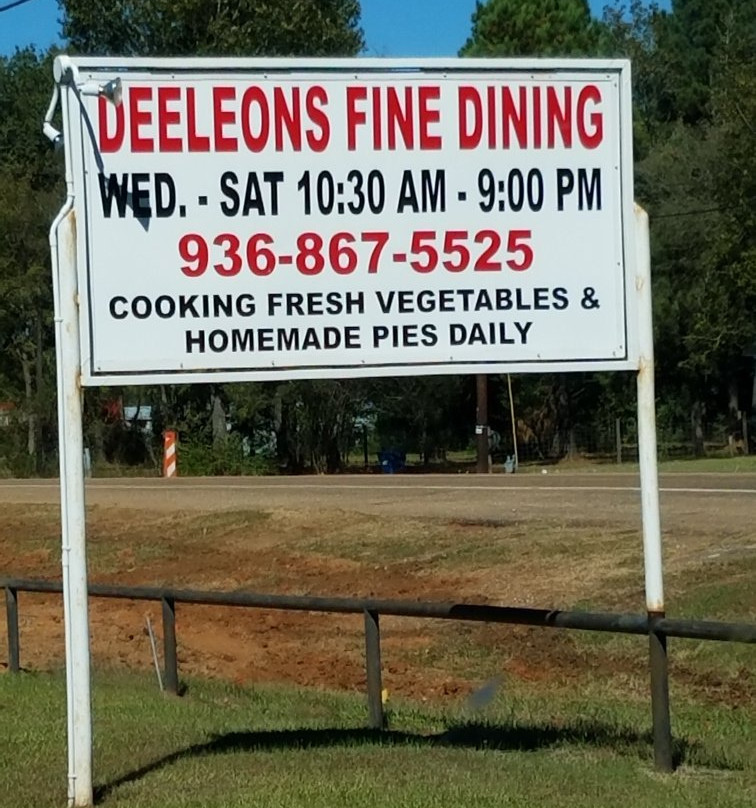 DEELEONS FINE DINING
WED. - SAT 10:30 AM - 9:00 PM
936-867-5525
COOKING FRESH VEGETABLES &
HOMEMADE PIES DAILY